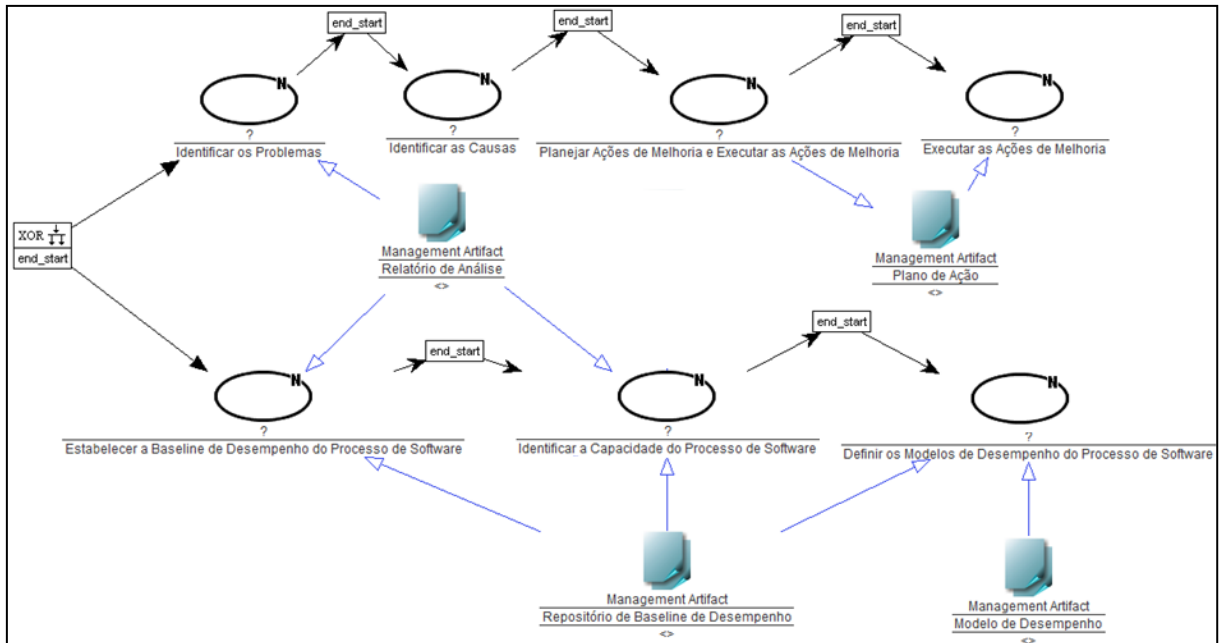 end_start
end_start
end_start
N
N
N
N
?
Identificar os Problemas
?
Identificar as Causas
?
Planejar Ações de Melhoria e Executar as Ações de Melhoria
?
Executar as Ações de Melhoria
XOR
end_start
Management Artifact
Relatório de Análise
<>
Management Artifact
Plano de Ação
<>
end_start
end_start
N
N
N
?
Estabelecer a Baseline de Desempenho do Processo de Software
?
Identificar a Capacidade do Processo de Software
?
Definir os Modelos de Desempenho do Processo de Software
Management Artifact
Repositório de Baseline de Desempenho
<>
Management Artifact
Modelo de Desempenho
<>